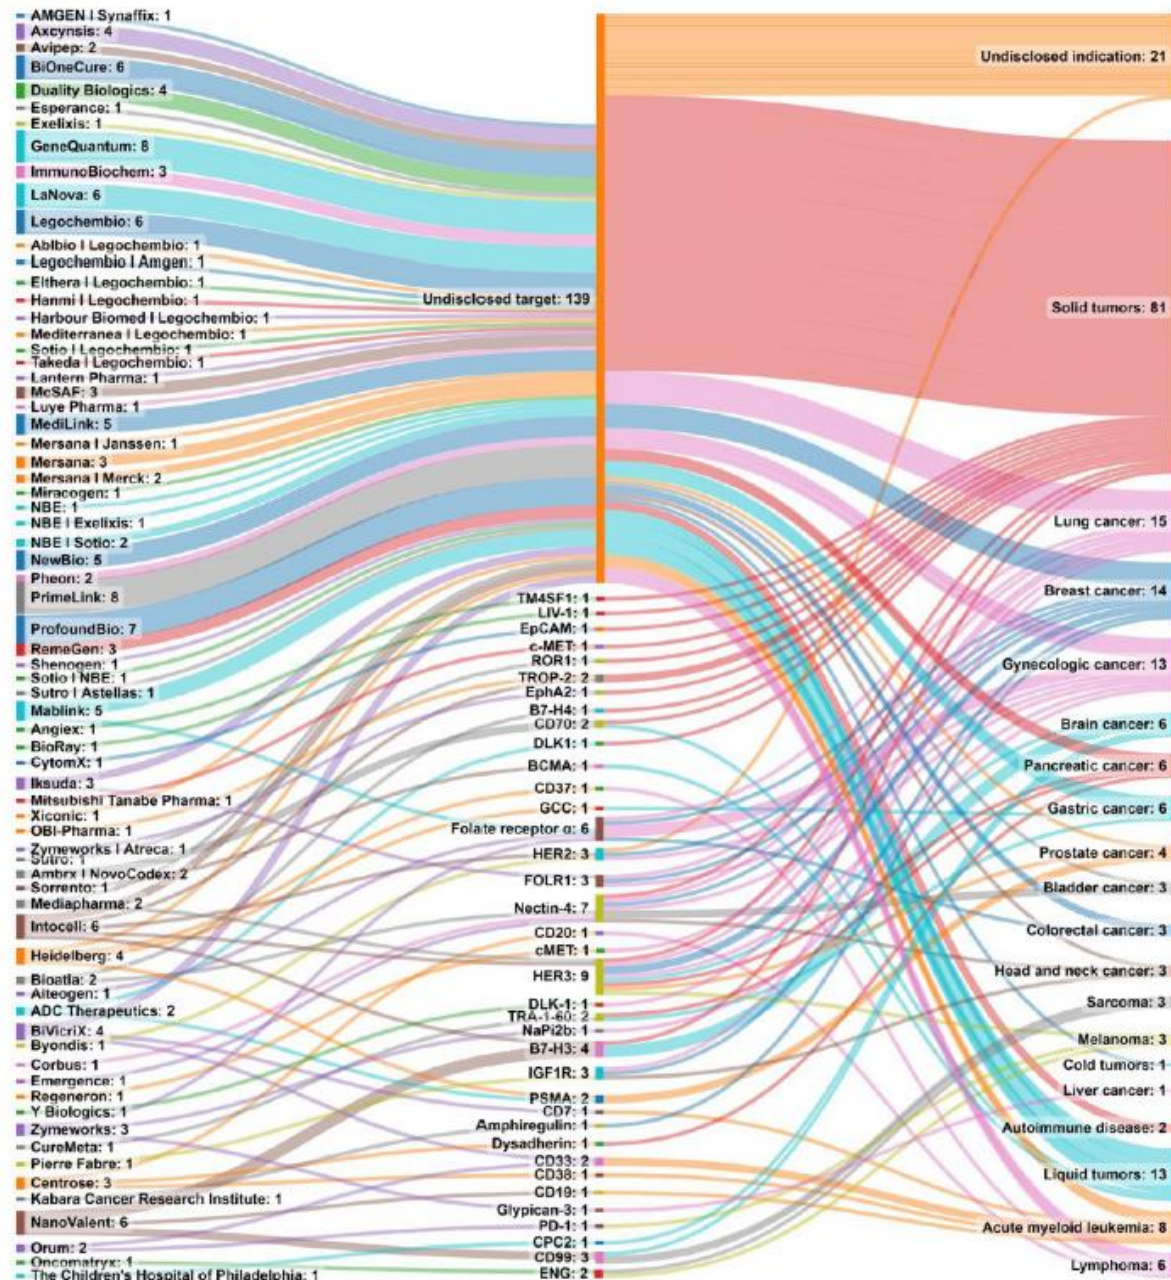 AMGEN | Synaffix: 1
Axcynsis: 4
Avipep: 2
BiOneCure: 6
Duality Biologics: 4
Esperance: 1
Exelixis: 1
GeneQuantum: 8
ImmunoBiochem: 3
LaNova: 6
Legochembio: 6
Ablbio | Legochembio: 1
Legochembio | Amgen: 1
Elthera | Legochembio: 1
Hanmi | Legochembio: 1
Harbour Biomed | Legochembio: 1
Mediterranea | Legochembio: 1
Sotio | Legochembio: 1
Takeda | Legochembio: 1
Lantern Pharma: 1
McSAF: 3
Luye Pharma: 1
MediLink: 5
Mersana | Janssen: 1
Mersana: 3
Mersana | Merck: 2
Miracogen: 1
NBE: 1
NBE | Exelixis: 1
NBE | Sotio: 2
NewBio: 5
Pheon: 2
PrimeLink: 8
ProfoundBio: 7
RemeGen: 3
Shenogen: 1
Sotio | NBE: 1
Sutro | Astellas: 1
Mablink: 5
Angiex: 1
BioRay: 1
CytomX: 1
Iksuda: 3
Mitsubishi Tanabe Pharma: 1
Xiconic: 1
OBI-Pharma: 1
Zymeworks | Atreca: 1
Sutro: 1
Ambrx | NovoCodex: 2
Sorrento: 1
Mediapharma: 2
Intocell: 6
Heidelberg: 4
Bioatla: 2
Alteogen: 1
ADC Therapeutics: 2
BiVicriX: 4
Byondis: 1
Corbus: 1
Emergence: 1
Regeneron: 1
Y Biologics: 1
Zymeworks: 3
CureMeta: 1
Pierre Fabre: 1
Centrose: 3
Kabara Cancer Research Institute: 1
NanoValent: 6
Orum: 2
Oncomatryx: 1
The Children's Hospital of Philadelphia: 1
Undisclosed target: 139
TM4SF1: 1
LIV-1: 1
EpCAM: 1
c-MET: 1
ROR1: 1
TROP-2: 2
EphA2: 1
B7-H4: 1
CD70: 2
DLK1: 1
BCMA: 1
CD37: 1
GCC: 1
Folate receptor α: 6
HER2: 3
FOLR1: 3
Nectin-4: 7
CD20: 1
cMET: 1
HER3: 9
DLK-1: 1
TRA-1-60: 2
NaPi2b: 1
B7-H3: 4
IGF1R: 3
PSMA: 2
CD7: 1
Amphiregulin: 1
Dysadherin: 1
CD33: 2
CD38: 1
CD19: 1
Glypican-3: 1
PD-1: 1
CPC2: 1
CD99: 3
ENG: 2
Undisclosed indication: 21
Solid tumors: 81
Lung cancer: 15
Breast cancer: 14
Gynecologic cancer: 13
Brain cancer: 6
Pancreatic cancer: 6
Gastric cancer: 6
Prostate cancer: 4
Bladder cancer: 3
Colorectal cancer: 3
Head and neck cancer: 3
Sarcoma: 3
Melanoma: 3
Cold tumors: 1
Liver cancer: 1
Autoimmune disease: 2
Liquid tumors: 13
Acute myeloid leukemia: 8
Lymphoma: 6